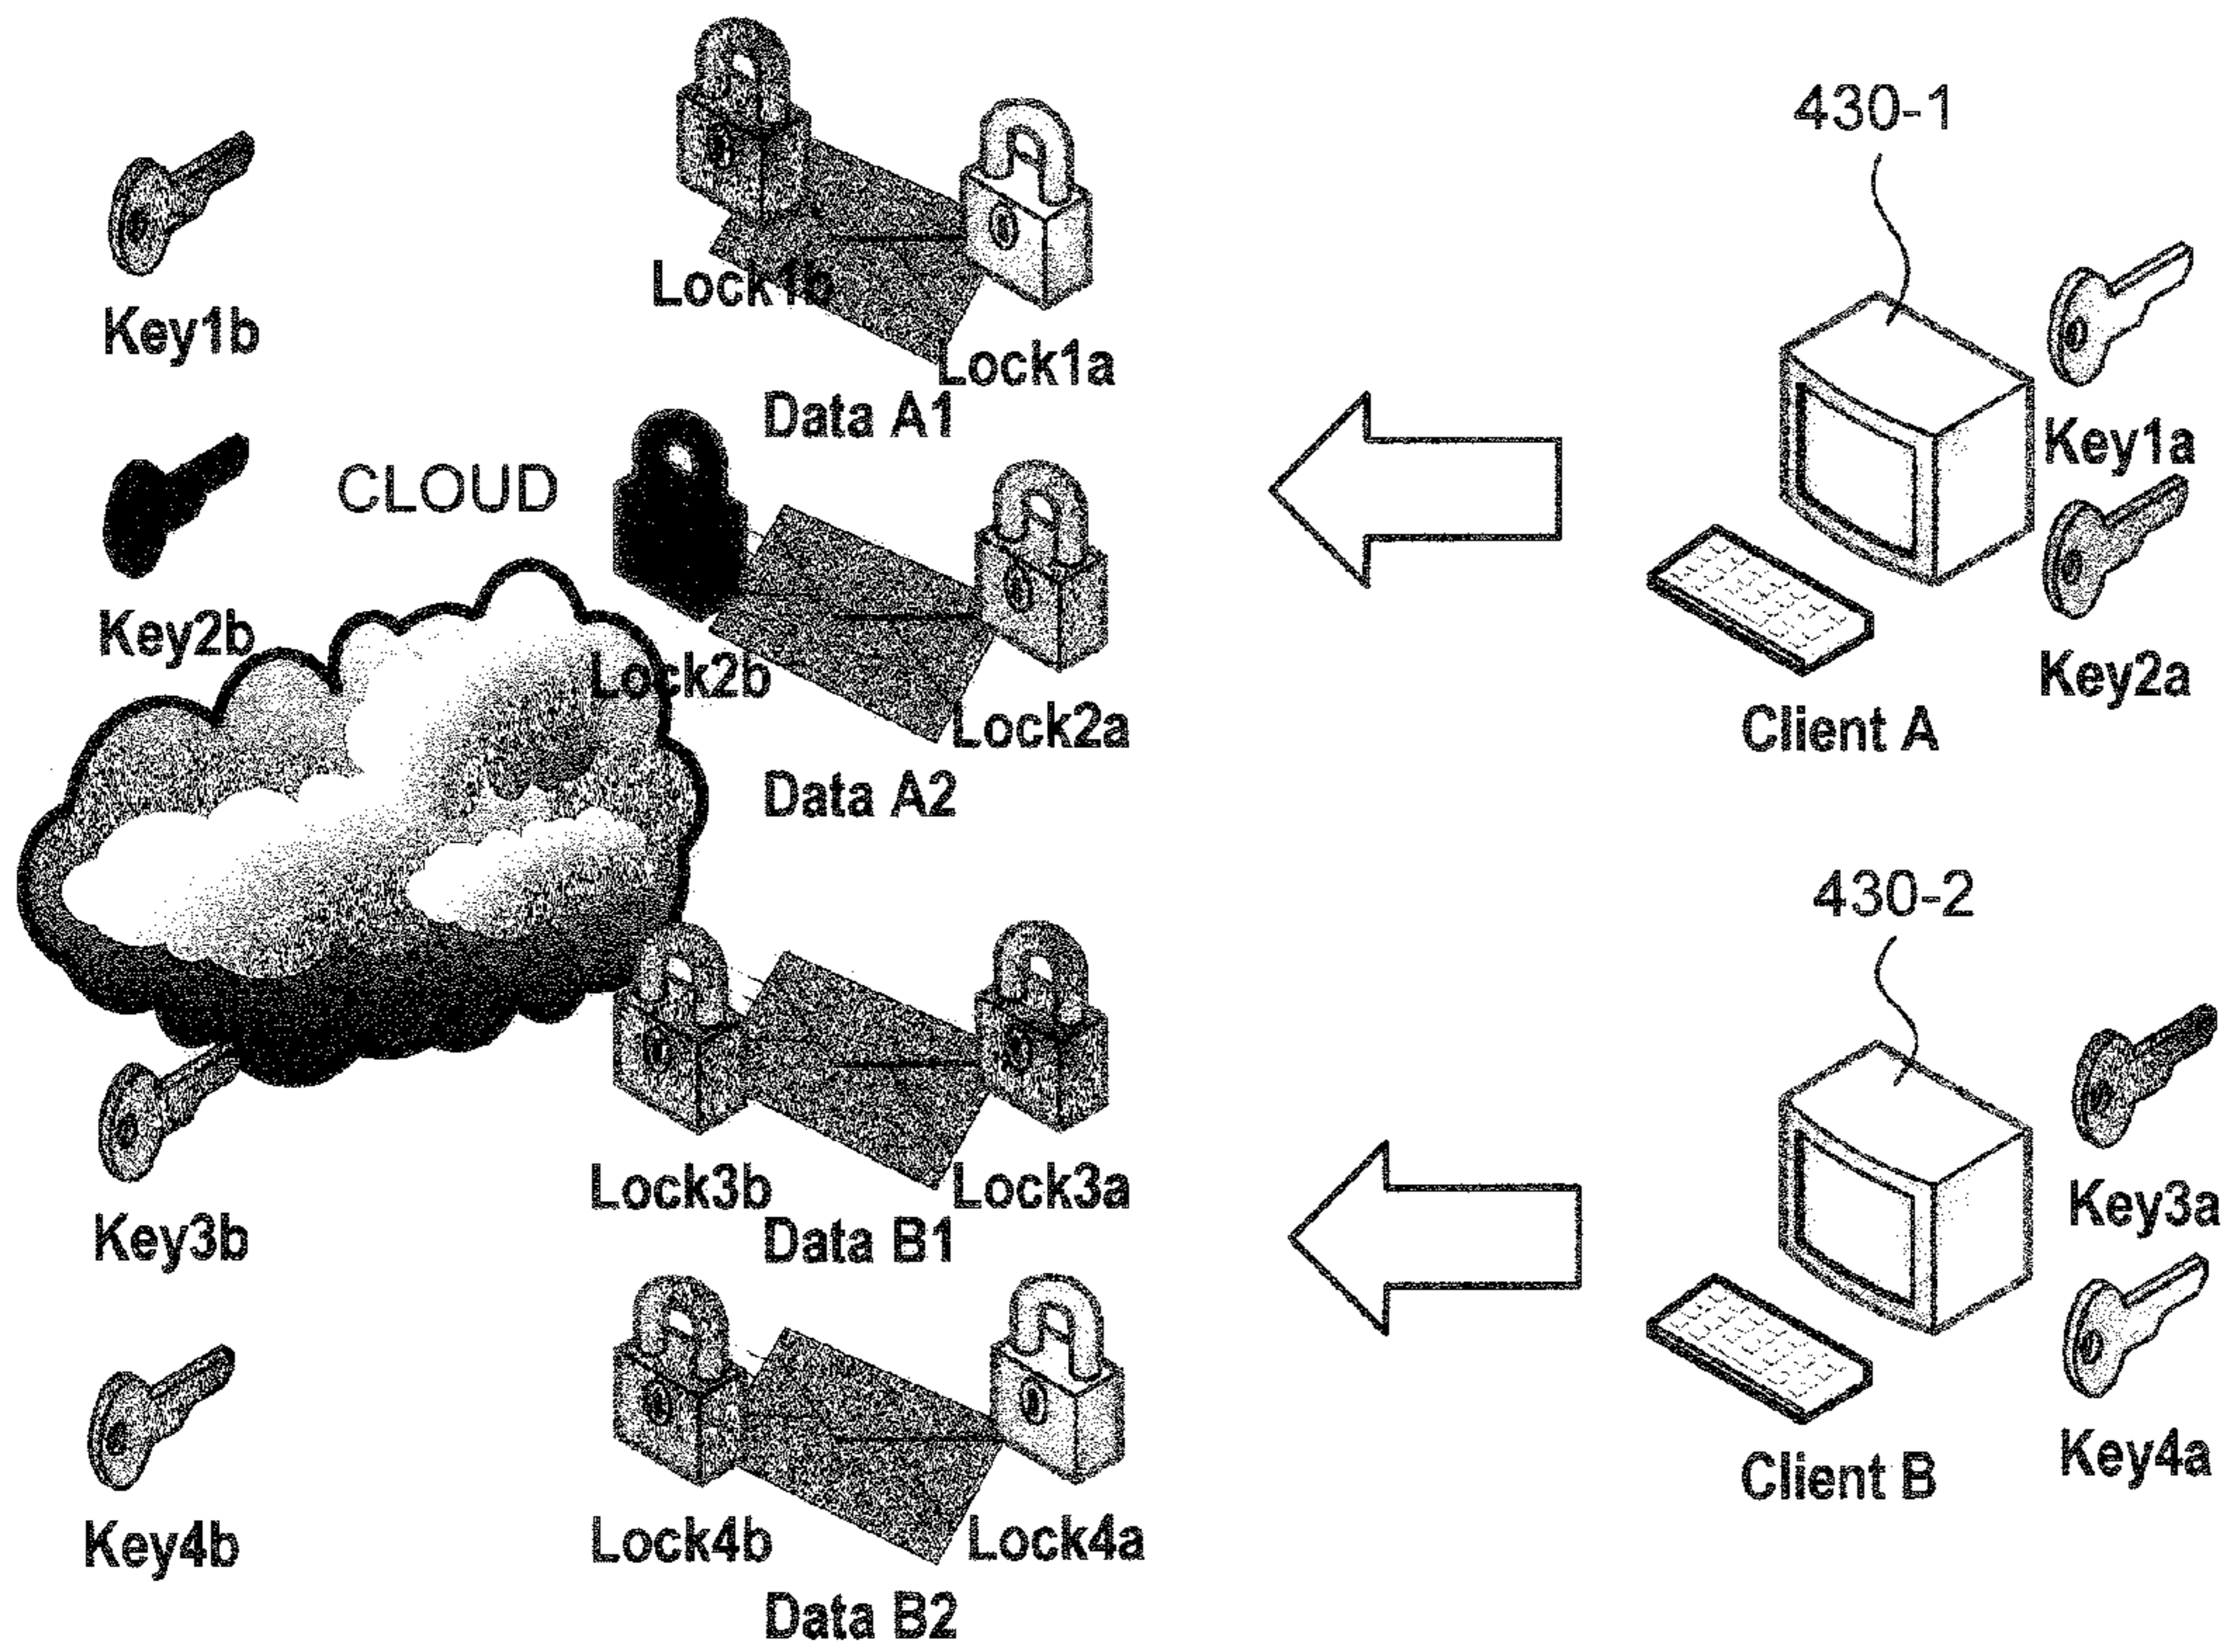 430-1
Key1b
Lock1b
Lock1a
Data A1
Key1a
CLOUD
Key2b
Lock2b
Lock2a
Key2a
Client A
Data A2
430-2
Key3b
Lock3b
Lock3a
Data B1
Key3a
Key4b
Lock4b
Lock4a
Data B2
Client B
Key4a